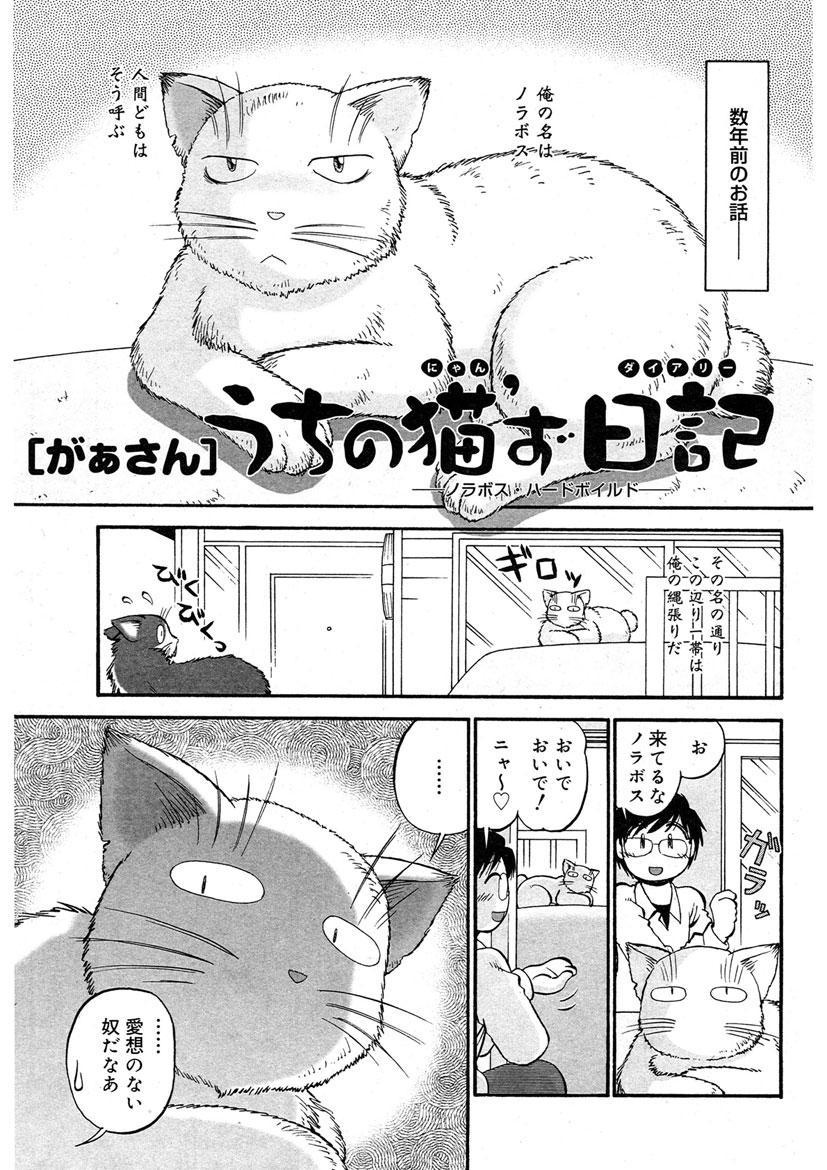 数年前のお話──
俺の名は
ノラボス
人間どもは
そう呼ぶ
にゃん
ダイアリー
うちの猫'ず日記
[がぁさん]
──ノラボス・ハードボイルド──
その名の通り
この辺り一帯は
俺の縄張りだ
ギロッ
びく
びくっ
お
来てるな
ノラボス
ガラッ
おいで
おいで!
ニャ〜♡
……
……
愛想のない
奴だなあ